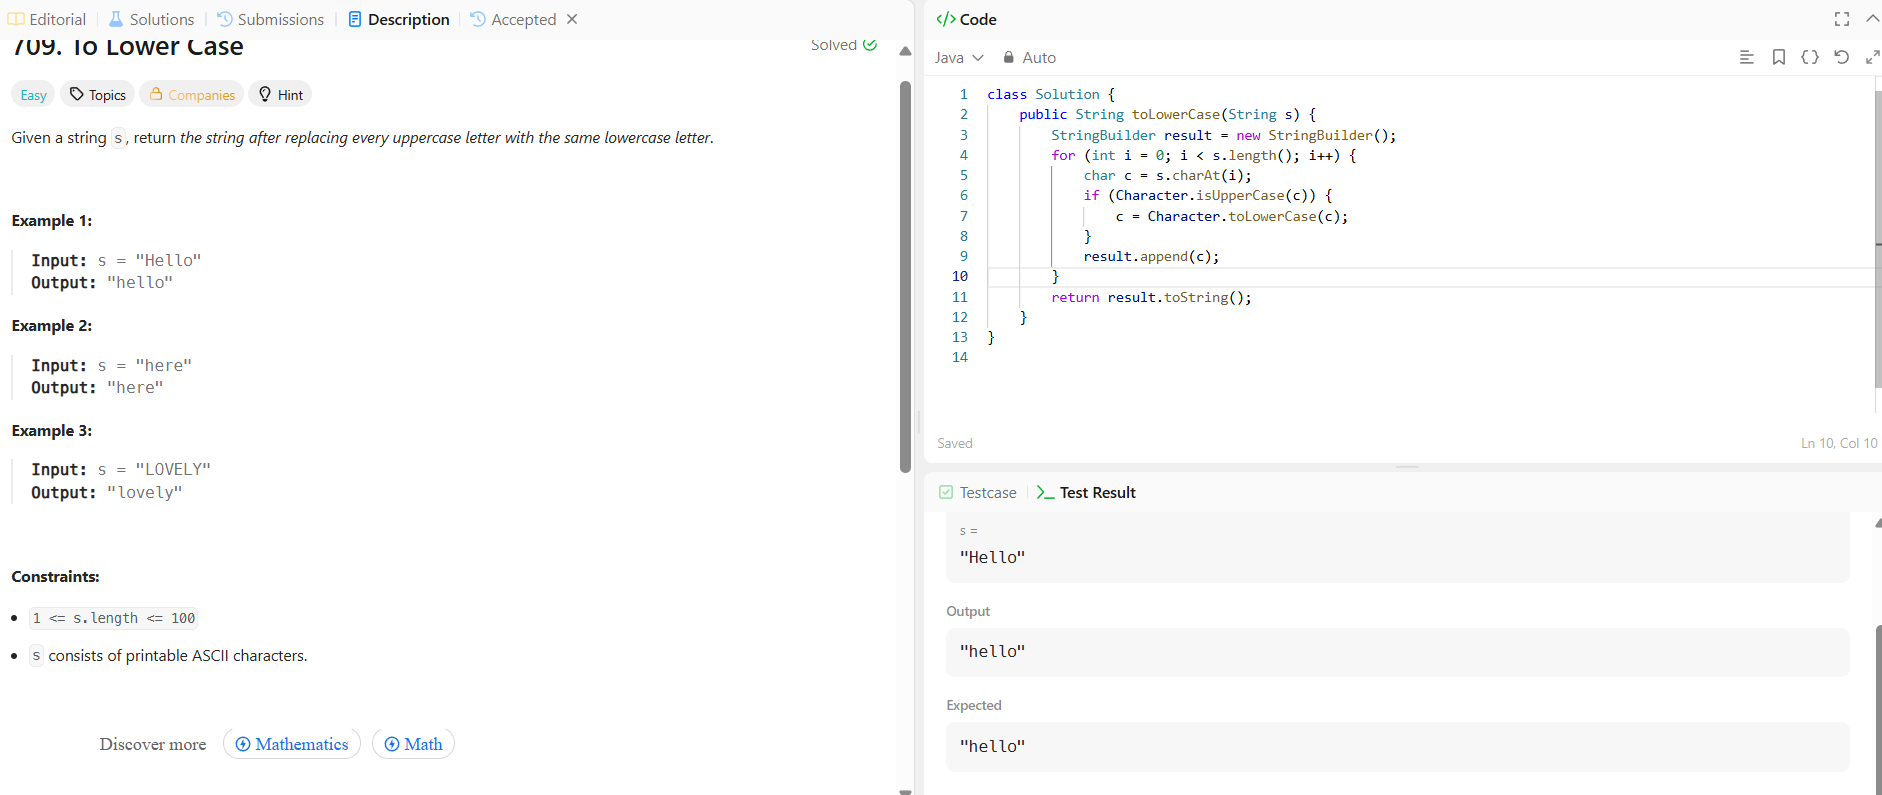 Editorial
Solutions
Submissions
Description
Accepted
709. To Lower Case
Solved
Easy
Topics
Companies
Hint
Given a string s, return the string after replacing every uppercase letter with the same lowercase letter.
Example 1:
Input: s = "Hello"
Output: "hello"
Example 2:
Input: s = "here"
Output: "here"
Example 3:
Input: s = "LOVELY"
Output: "lovely"
Constraints:
1 <= s.length <= 100
s consists of printable ASCII characters.
Discover more
Mathematics
Math
</> Code
Java
Auto
1 class Solution {
2 public String toLowerCase(String s) {
3 StringBuilder result = new StringBuilder();
4 for (int i = 0; i < s.length(); i++) {
5 char c = s.charAt(i);
6 if (Character.isUpperCase(c)) {
7 c = Character.toLowerCase(c);
8 }
9 result.append(c);
10 }
11 return result.toString();
12 }
13 }
14
Saved
Ln 10, Col 10
Testcase
Test Result
s =
"Hello"
Output
"hello"
Expected
"hello"